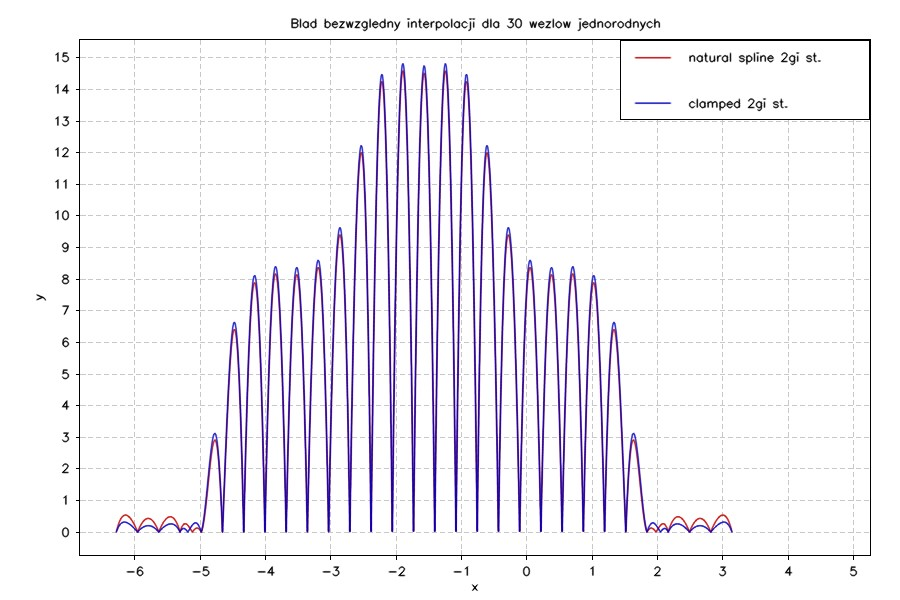 Blad bezwzgledny interpolacji dla 30 wezlow jednorodnych
natural spline 2gi st.
clamped 2gi st.
15
14
13
12
11
10
9
8
7
6
5
4
3
2
1
0
y
−6 −5 −4 −3 −2 −1 0 1 2 3 4 5
x